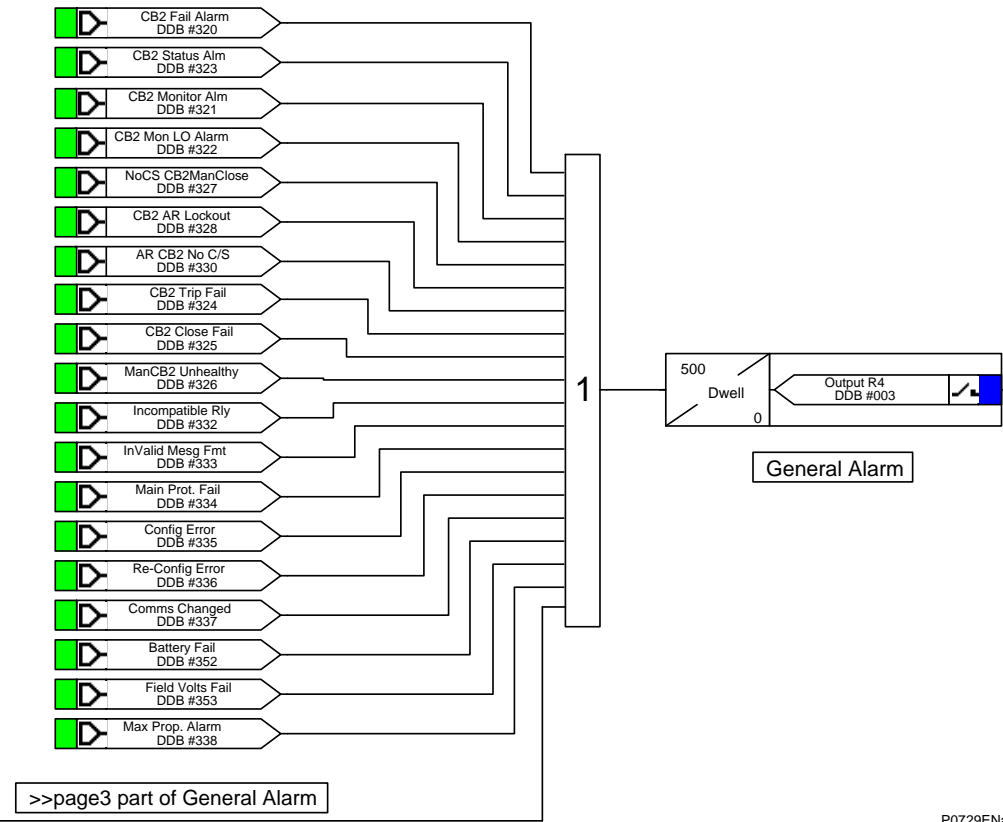 CB2 Fail Alarm
DDB #320
CB2 Status Alm
DDB #323
CB2 Monitor Alm
DDB #321
CB2 Mon LO Alarm
DDB #322
NoCS CB2ManClose
DDB #327
CB2 AR Lockout
DDB #328
AR CB2 No C/S
DDB #330
CB2 Trip Fail
DDB #324
CB2 Close Fail
DDB #325
ManCB2 Unhealthy
DDB #326
Incompatible Rly
DDB #332
InValid Mesg Fmt
DDB #333
Main Prot. Fail
DDB #334
Config Error
DDB #335
Re-Config Error
DDB #336
Comms Changed
DDB #337
Battery Fail
DDB #352
Field Volts Fail
DDB #353
Max Prop. Alarm
DDB #338
1
500
Dwell
0
Output R4
DDB #003
General Alarm
>>page3 part of General Alarm